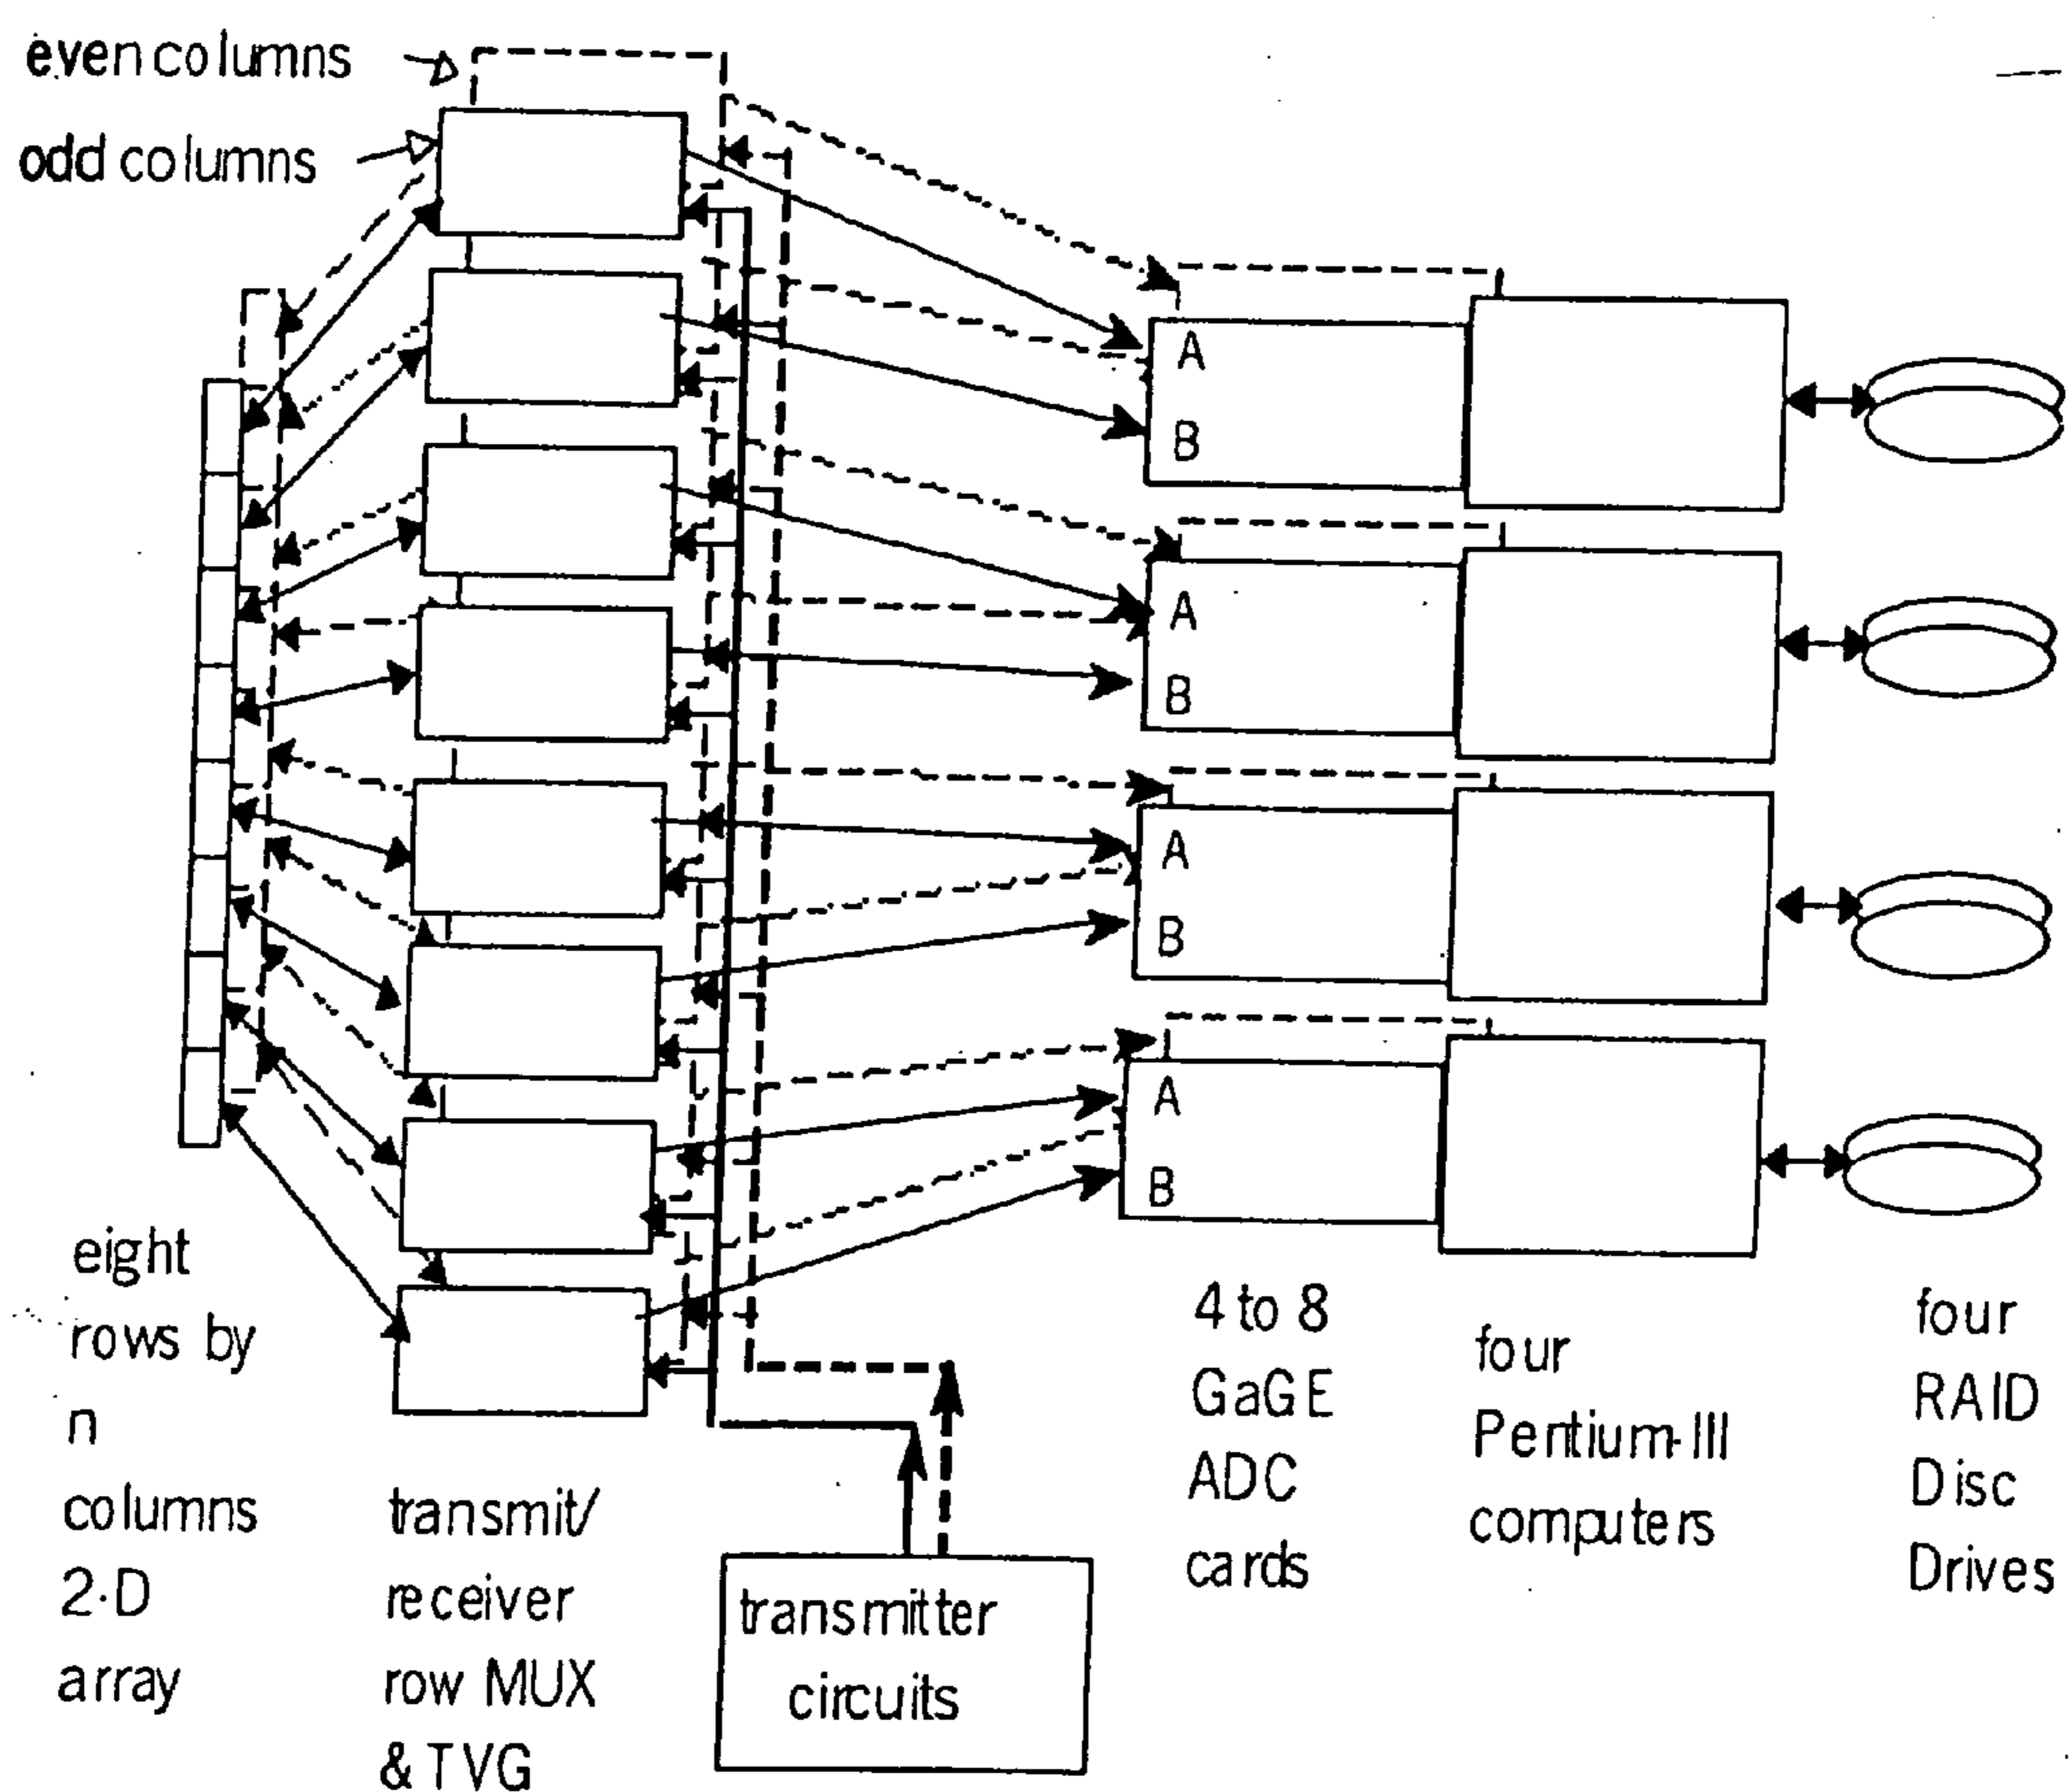 even columns
odd columns
A
B
A
B
A
B
A
B
eight
rows by
n
columns
2-D
array
transmit/
receiver
row MUX
& TVG
transmitter
circuits
4 to 8
GaGE
ADC
cards
four
Pentium-III
computers
four
RAID
Disc
Drives